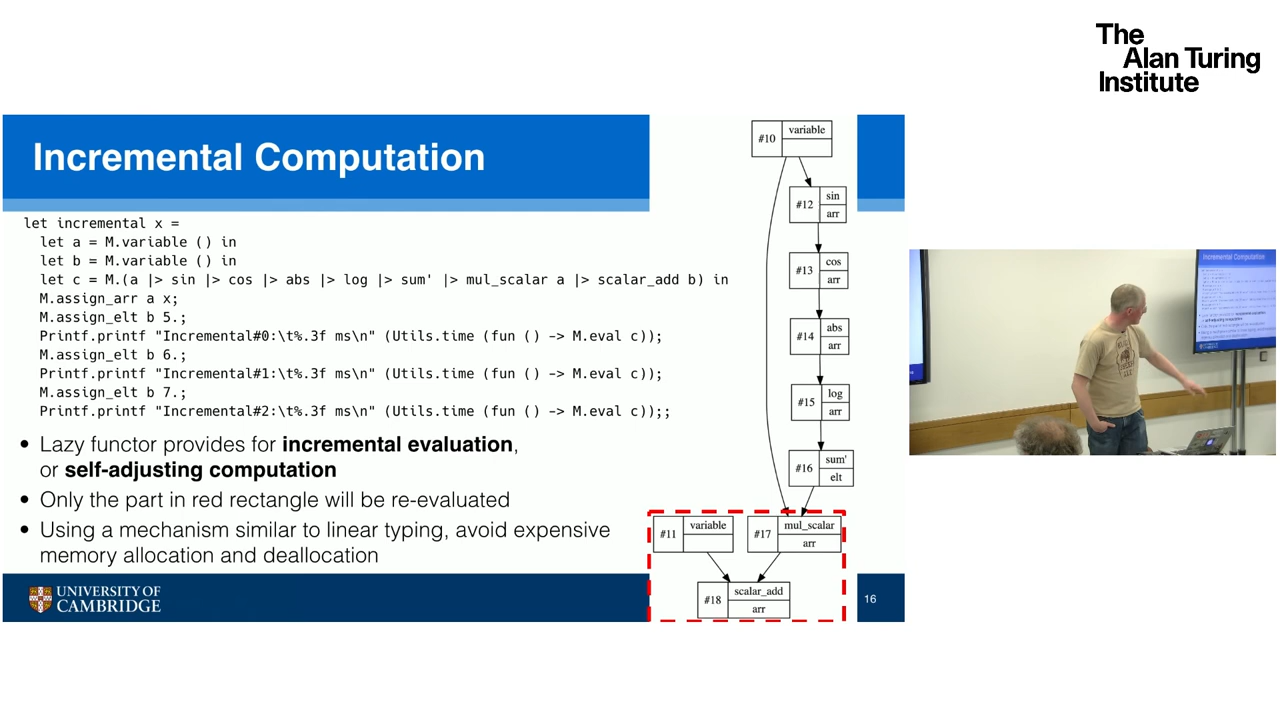 The
Alan Turing
Institute
Incremental Computation
let incremental x =
let a = M.variable () in
let b = M.variable () in
let c = M.(a |> sin |> cos |> abs |> log |> sum' |> mul_scalar a |> scalar_add b) in
M.assign_arr a x;
M.assign_elt b 5.;
Printf.printf "Incremental#0:\t%.3f ms\n" (Utils.time (fun () -> M.eval c));
M.assign_elt b 6.;
Printf.printf "Incremental#1:\t%.3f ms\n" (Utils.time (fun () -> M.eval c));
M.assign_elt b 7.;
Printf.printf "Incremental#2:\t%.3f ms\n" (Utils.time (fun () -> M.eval c));;
• Lazy functor provides for incremental evaluation,
or self-adjusting computation
• Only the part in red rectangle will be re-evaluated
• Using a mechanism similar to linear typing, avoid expensive
memory allocation and deallocation
#10 variable
#12 sin
arr
#13 cos
arr
#14 abs
arr
#15 log
arr
#16 sum'
elt
#11 variable
#17 mul_scalar
arr
#18 scalar_add
arr
UNIVERSITY OF
CAMBRIDGE
16
Incremental Computation